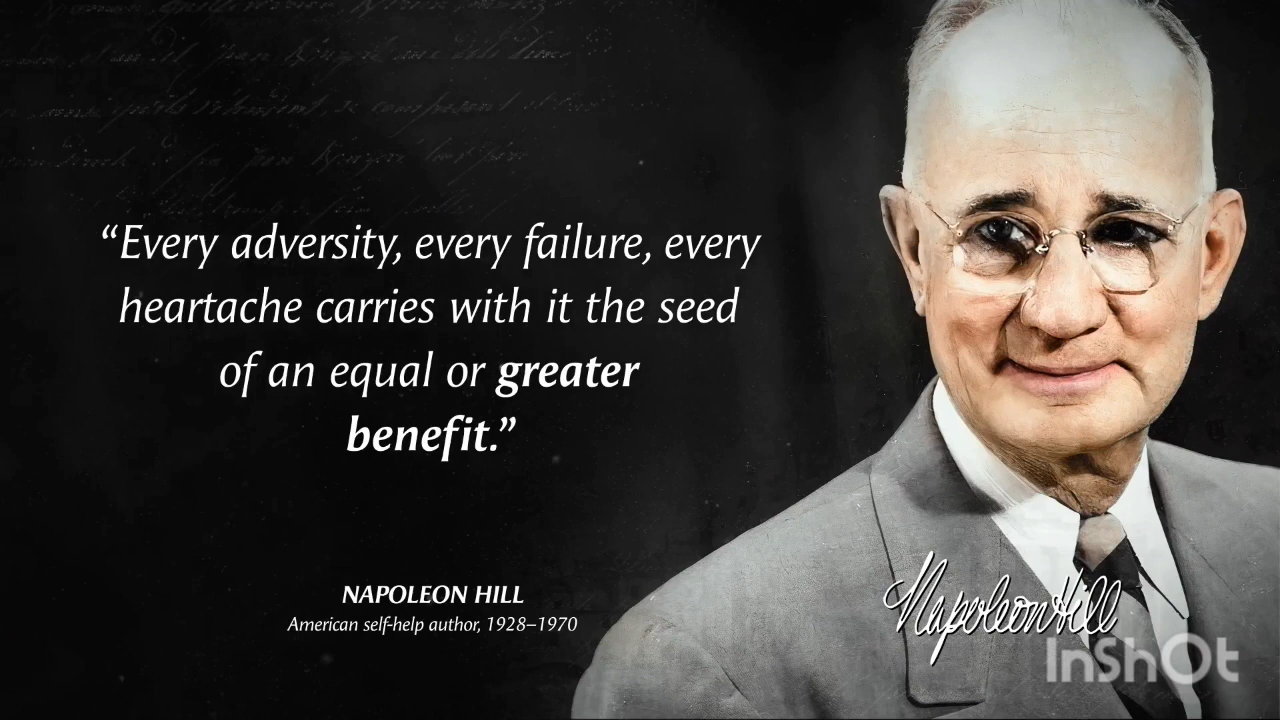 “Every adversity, every failure, every
heartache carries with it the seed
of an equal or greater
benefit.”
NAPOLEON HILL
American self-help author, 1928–1970
Napoleon Hill
InShOt